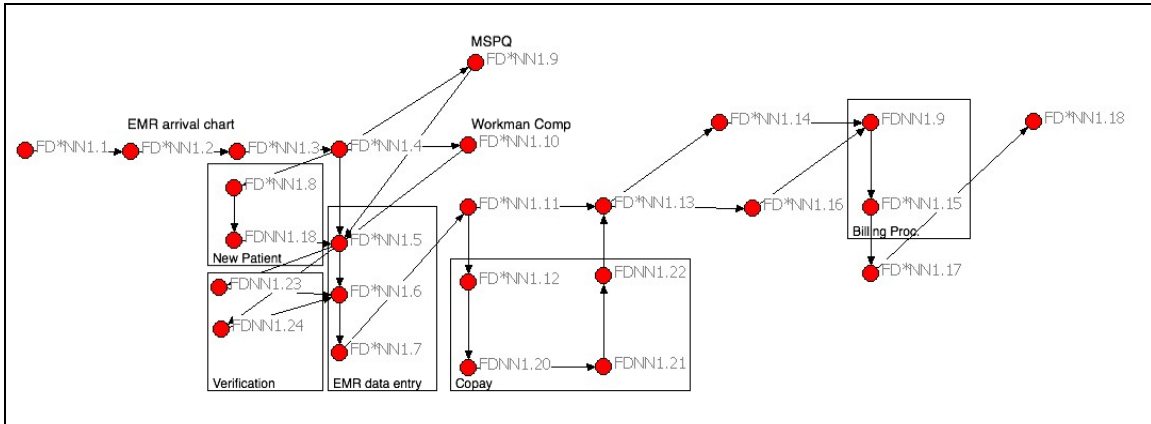 MSPQ
FD*NN1.9
EMR arrival chart
Workman Comp
FD*NN1.14
FDNN1.9
FD*NN1.18
FD*NN1.1
FD*NN1.2
FD*NN1.3
FD*NN1.4
FD*NN1.10
FD*NN1.8
FD*NN1.11
FD*NN1.13
FD*NN1.16
FD*NN1.15
Billing Proc.
FDNN1.18
New Patient
FD*NN1.5
FD*NN1.17
FDNN1.23
FD*NN1.6
FD*NN1.12
FDNN1.22
FDNN1.24
FD*NN1.7
FDNN1.20
FDNN1.21
Verification
EMR data entry
Copay